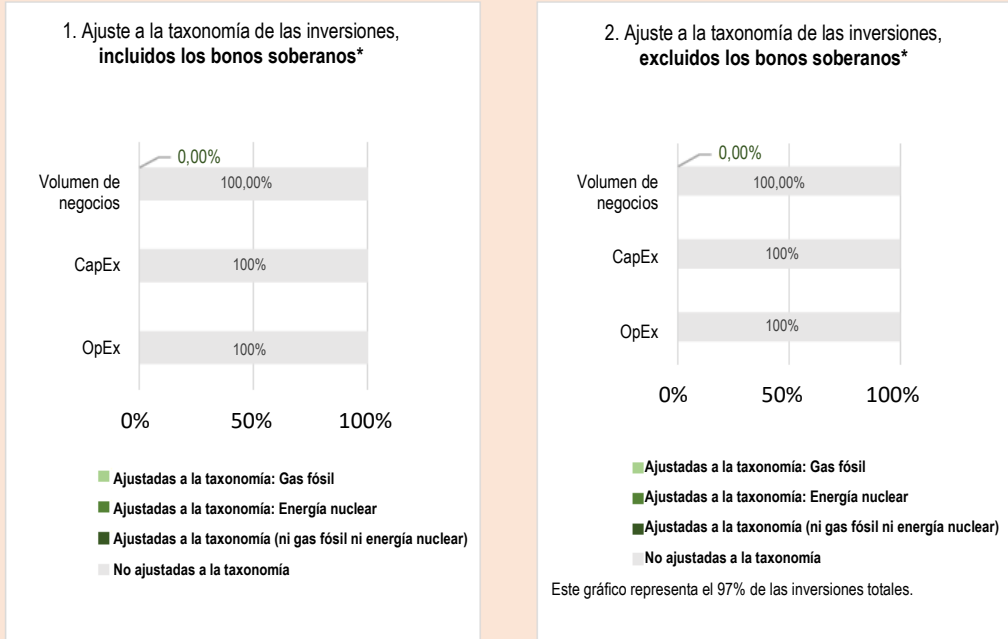 1. Ajuste a la taxonomía de las inversiones,
incluidos los bonos soberanos*
0,00%
Volumen de
negocios
100,00%
CapEx
100%
OpEx
100%
0%
50%
100%
Ajustadas a la taxonomía: Gas fósil
Ajustadas a la taxonomía: Energía nuclear
Ajustadas a la taxonomía (ni gas fósil ni energía nuclear)
No ajustadas a la taxonomía
2. Ajuste a la taxonomía de las inversiones,
excluidos los bonos soberanos*
0,00%
Volumen de
negocios
100,00%
CapEx
100%
OpEx
100%
0%
50%
100%
Ajustadas a la taxonomía: Gas fósil
Ajustadas a la taxonomía: Energía nuclear
Ajustadas a la taxonomía (ni gas fósil ni energía nuclear)
No ajustadas a la taxonomía
Este gráfico representa el 97% de las inversiones totales.